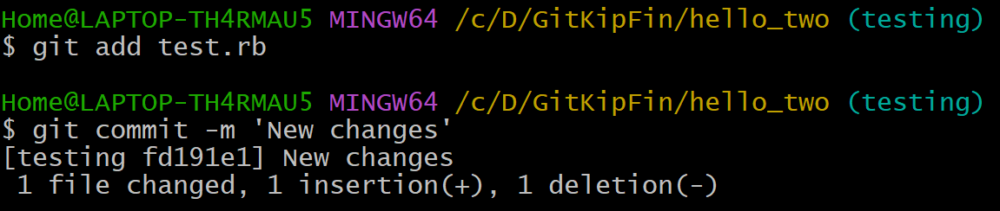 Home@LAPTOP-TH4RMAU5 MINGW64 /c/D/GitKipFin/hello_two (testing)
$ git add test.rb
Home@LAPTOP-TH4RMAU5 MINGW64 /c/D/GitKipFin/hello_two (testing)
$ git commit -m 'New changes'
[testing fd191e1] New changes
 1 file changed, 1 insertion(+), 1 deletion(-)